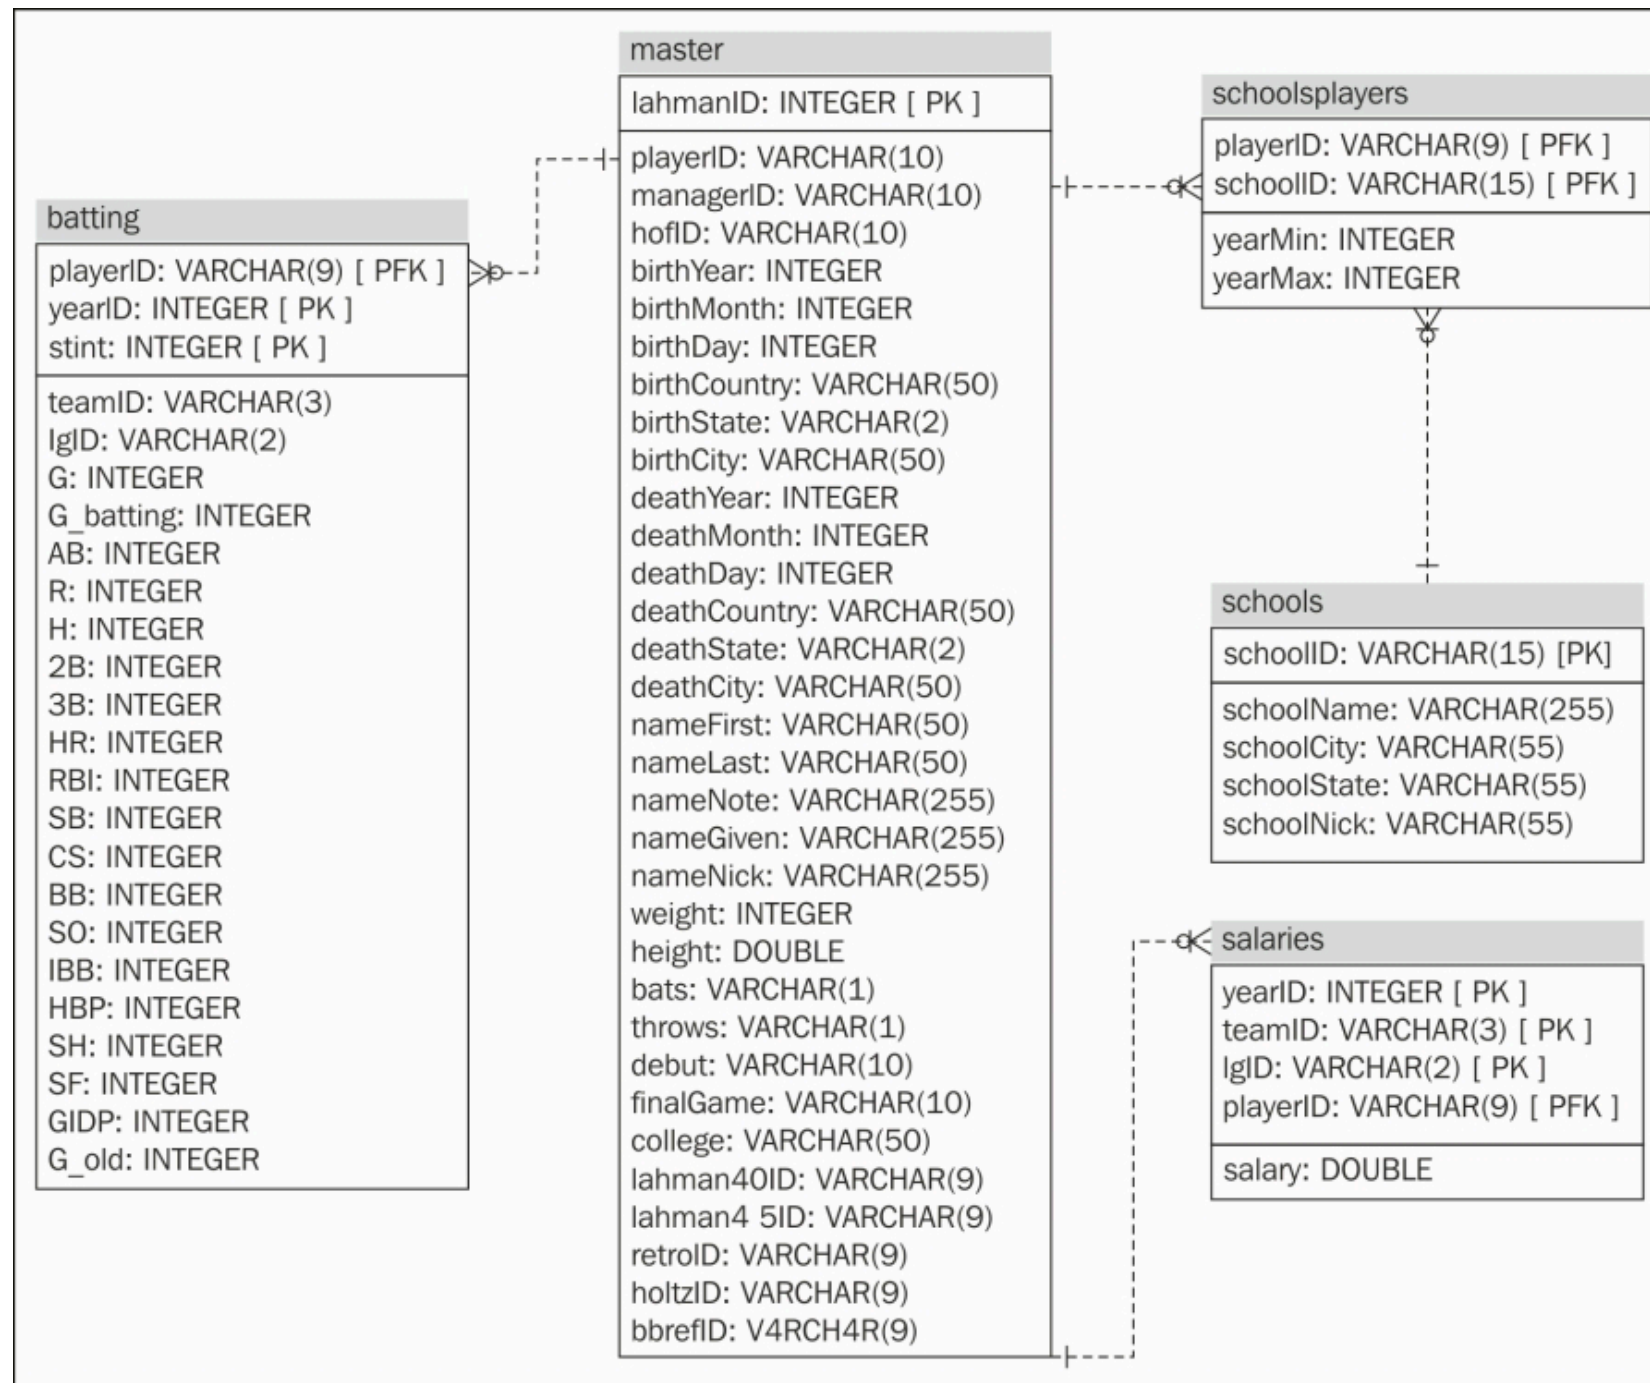 master
lahmanID: INTEGER [ PK ]
playerID: VARCHAR(10)
managerID: VARCHAR(10)
hofID: VARCHAR(10)
birthYear: INTEGER
birthMonth: INTEGER
birthDay: INTEGER
birthCountry: VARCHAR(50)
birthState: VARCHAR(2)
birthCity: VARCHAR(50)
deathYear: INTEGER
deathMonth: INTEGER
deathDay: INTEGER
deathCountry: VARCHAR(50)
deathState: VARCHAR(2)
deathCity: VARCHAR(50)
nameFirst: VARCHAR(50)
nameLast: VARCHAR(50)
nameNote: VARCHAR(255)
nameGiven: VARCHAR(255)
nameNick: VARCHAR(255)
weight: INTEGER
height: DOUBLE
bats: VARCHAR(1)
throws: VARCHAR(1)
debut: VARCHAR(10)
finalGame: VARCHAR(10)
college: VARCHAR(50)
lahman40ID: VARCHAR(9)
lahman4 5ID: VARCHAR(9)
retroID: VARCHAR(9)
holtzID: VARCHAR(9)
bbrefID: V4RCH4R(9)
batting
playerID: VARCHAR(9) [ PFK ]
yearID: INTEGER [ PK ]
stint: INTEGER [ PK ]
teamID: VARCHAR(3)
lgID: VARCHAR(2)
G: INTEGER
G_batting: INTEGER
AB: INTEGER
R: INTEGER
H: INTEGER
2B: INTEGER
3B: INTEGER
HR: INTEGER
RBI: INTEGER
SB: INTEGER
CS: INTEGER
BB: INTEGER
SO: INTEGER
IBB: INTEGER
HBP: INTEGER
SH: INTEGER
SF: INTEGER
GIDP: INTEGER
G_old: INTEGER
schoolsplayers
playerID: VARCHAR(9) [ PFK ]
schoolID: VARCHAR(15) [ PFK ]
yearMin: INTEGER
yearMax: INTEGER
schools
schoolID: VARCHAR(15) [PK]
schoolName: VARCHAR(255)
schoolCity: VARCHAR(55)
schoolState: VARCHAR(55)
schoolNick: VARCHAR(55)
salaries
yearID: INTEGER [ PK ]
teamID: VARCHAR(3) [ PK ]
lgID: VARCHAR(2) [ PK ]
playerID: VARCHAR(9) [ PFK ]
salary: DOUBLE